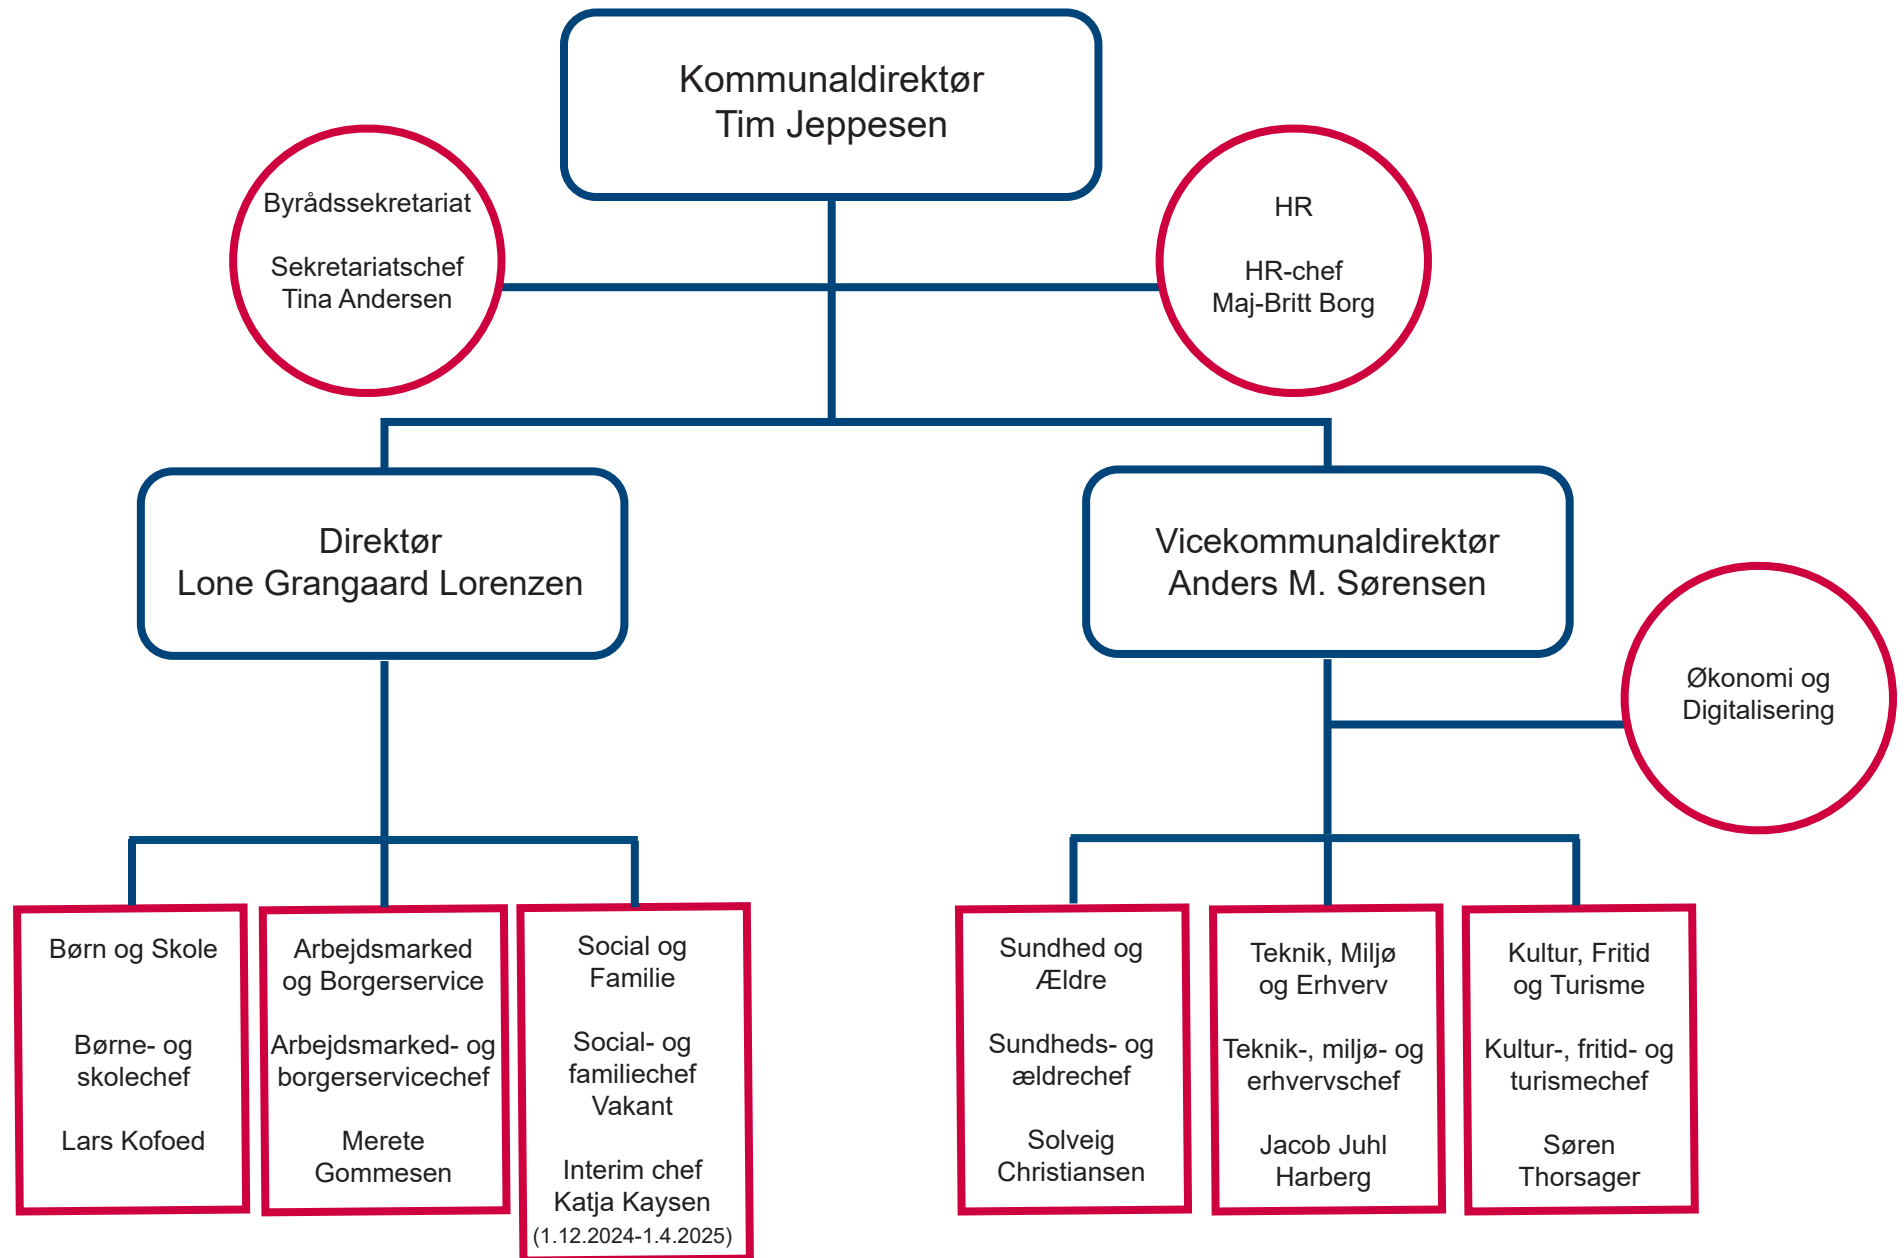 Kommunaldirektør
Tim Jeppesen
Byrådssekretariat
Sekretariatschef
Tina Andersen
HR
HR-chef
Maj-Britt Borg
Direktør
Lone Grangaard Lorenzen
Vicekommunaldirektør
Anders M. Sørensen
Økonomi og
Digitalisering
Børn og Skole
Børne- og
skolechef
Lars Kofoed
Arbejdsmarked
og Borgerservice
Arbejdsmarked- og
borgerservicechef
Merete
Gommesen
Social og
Familie
Social- og
familiechef
Vakant
Interim chef
Katja Kaysen
(1.12.2024-1.4.2025)
Sundhed og
Ældre
Sundheds- og
ældrechef
Solveig
Christiansen
Teknik, Miljø
og Erhverv
Teknik-, miljø- og
erhvervschef
Jacob Juhl
Harberg
Kultur, Fritid
og Turisme
Kultur-, fritid- og
turismechef
Søren
Thorsager